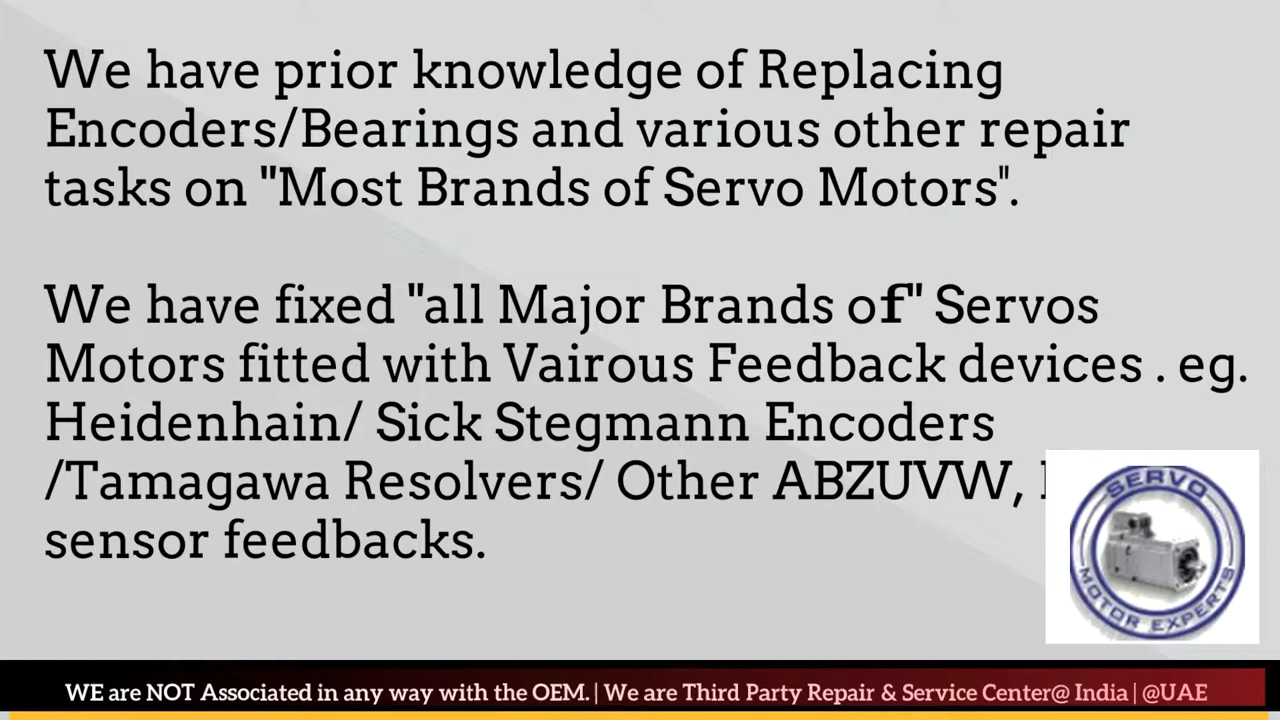 We have prior knowledge of Replacing
Encoders/Bearings and various other repair
tasks on "Most Brands of Servo Motors".
We have fixed "all Major Brands of" Servos
Motors fitted with Vairous Feedback devices . eg.
Heidenhain/ Sick Stegmann Encoders
/Tamagawa Resolvers/ Other ABZUVW,
sensor feedbacks.
SERVO
MOTOR EXPERTS
WE are NOT Associated in any way with the OEM. | We are Third Party Repair & Service Center@ India | @UAE